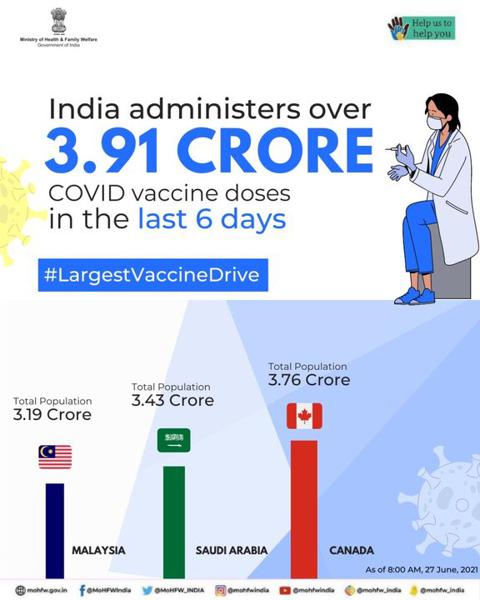 Ministry of Health & Family Welfare
Government of India
Help us to
help you
India administers over
3.91 CRORE
COVID vaccine doses
in the last 6 days
#LargestVaccineDrive
Total Population
3.19 Crore
Total Population
3.43 Crore
Total Population
3.76 Crore
MALAYSIA
SAUDI ARABIA
CANADA
As of 8:00 AM, 27 June, 2021
mohfw.gov.in
@MoHFWIndia
@MoHFW_INDIA
@mohfwindia
mohfwindia
@mohfw_india
mohfw_india